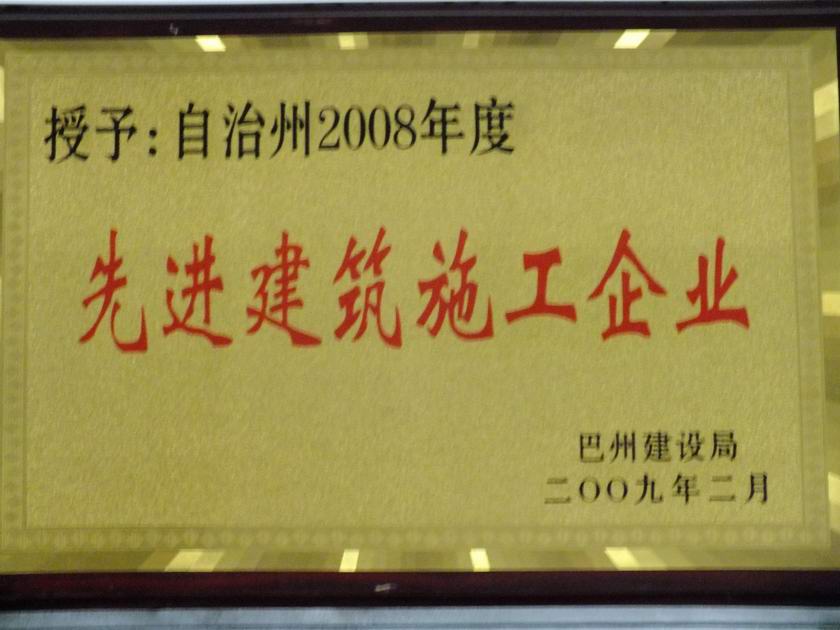 授予:自治州2008年度
先进建筑施工企业
巴州建设局
二〇〇九年二月